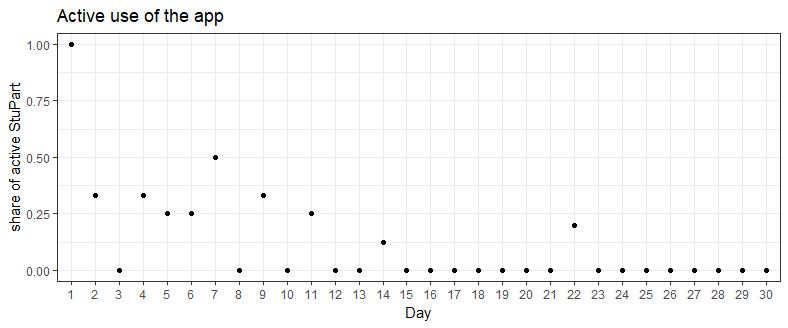 Active use of the app
share of active StuPart
1.00
0.75
0.50
0.25
0.00
1 2 3 4 5 6 7 8 9 10 11 12 13 14 15 16 17 18 19 20 21 22 23 24 25 26 27 28 29 30
Day